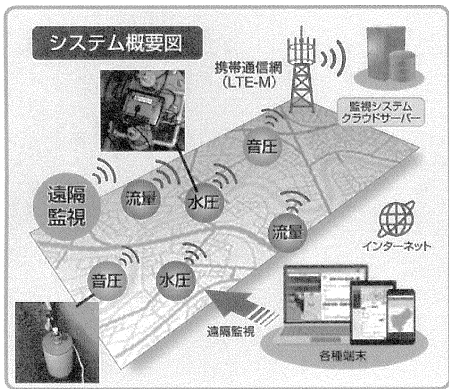 システム概要図
携帯通信網
(LTE-M)
監視システム
クラウドサーバー
音圧
遠隔
監視
流量
水圧
流量
インターネット
音圧
水圧
遠隔監視
各種端末